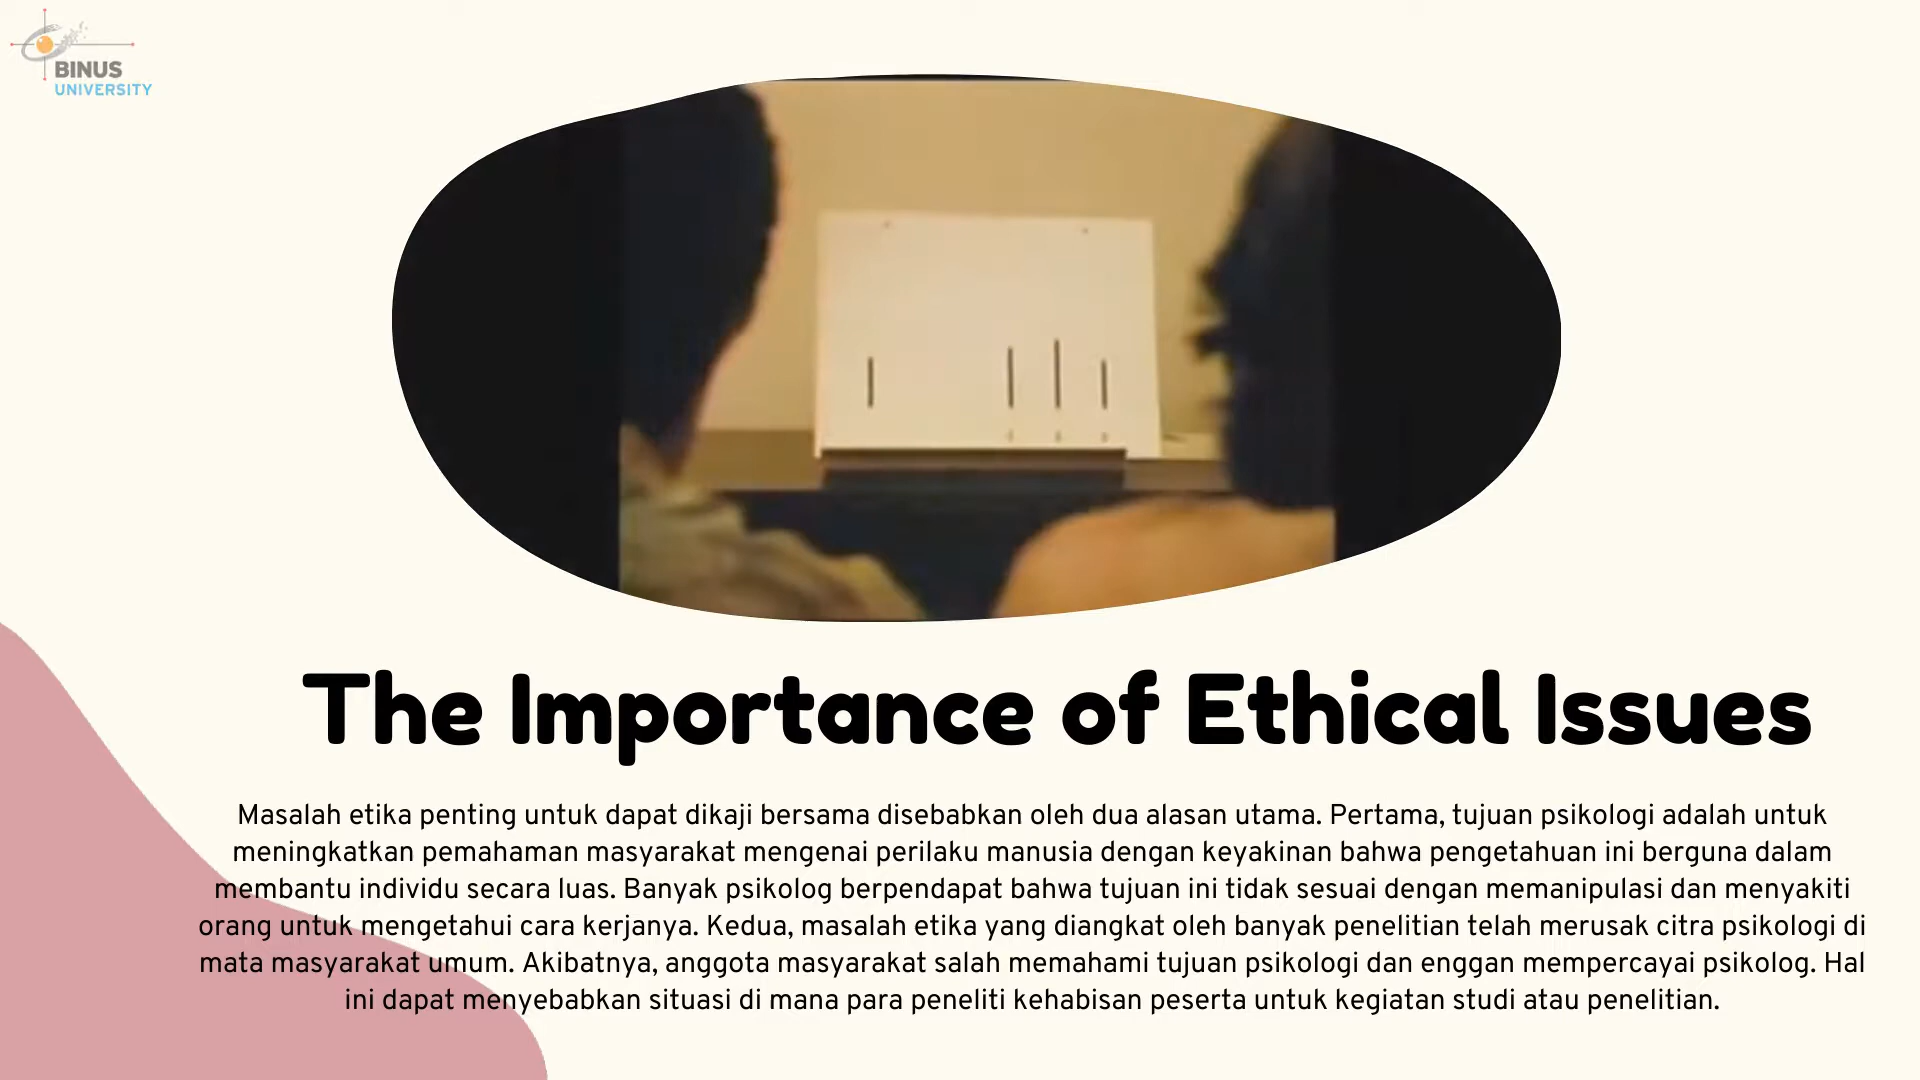 BINUS
UNIVERSITY
The Importance of Ethical Issues
Masalah etika penting untuk dapat dikaji bersama disebabkan oleh dua alasan utama. Pertama, tujuan psikologi adalah untuk
meningkatkan pemahaman masyarakat mengenai perilaku manusia dengan keyakinan bahwa pengetahuan ini berguna dalam
membantu individu secara luas. Banyak psikolog berpendapat bahwa tujuan ini tidak sesuai dengan memanipulasi dan menyakiti
orang untuk mengetahui cara kerjanya. Kedua, masalah etika yang diangkat oleh banyak penelitian telah merusak citra psikologi di
mata masyarakat umum. Akibatnya, anggota masyarakat salah memahami tujuan psikologi dan enggan mempercayai psikolog. Hal
ini dapat menyebabkan situasi di mana para peneliti kehabisan peserta untuk kegiatan studi atau penelitian.